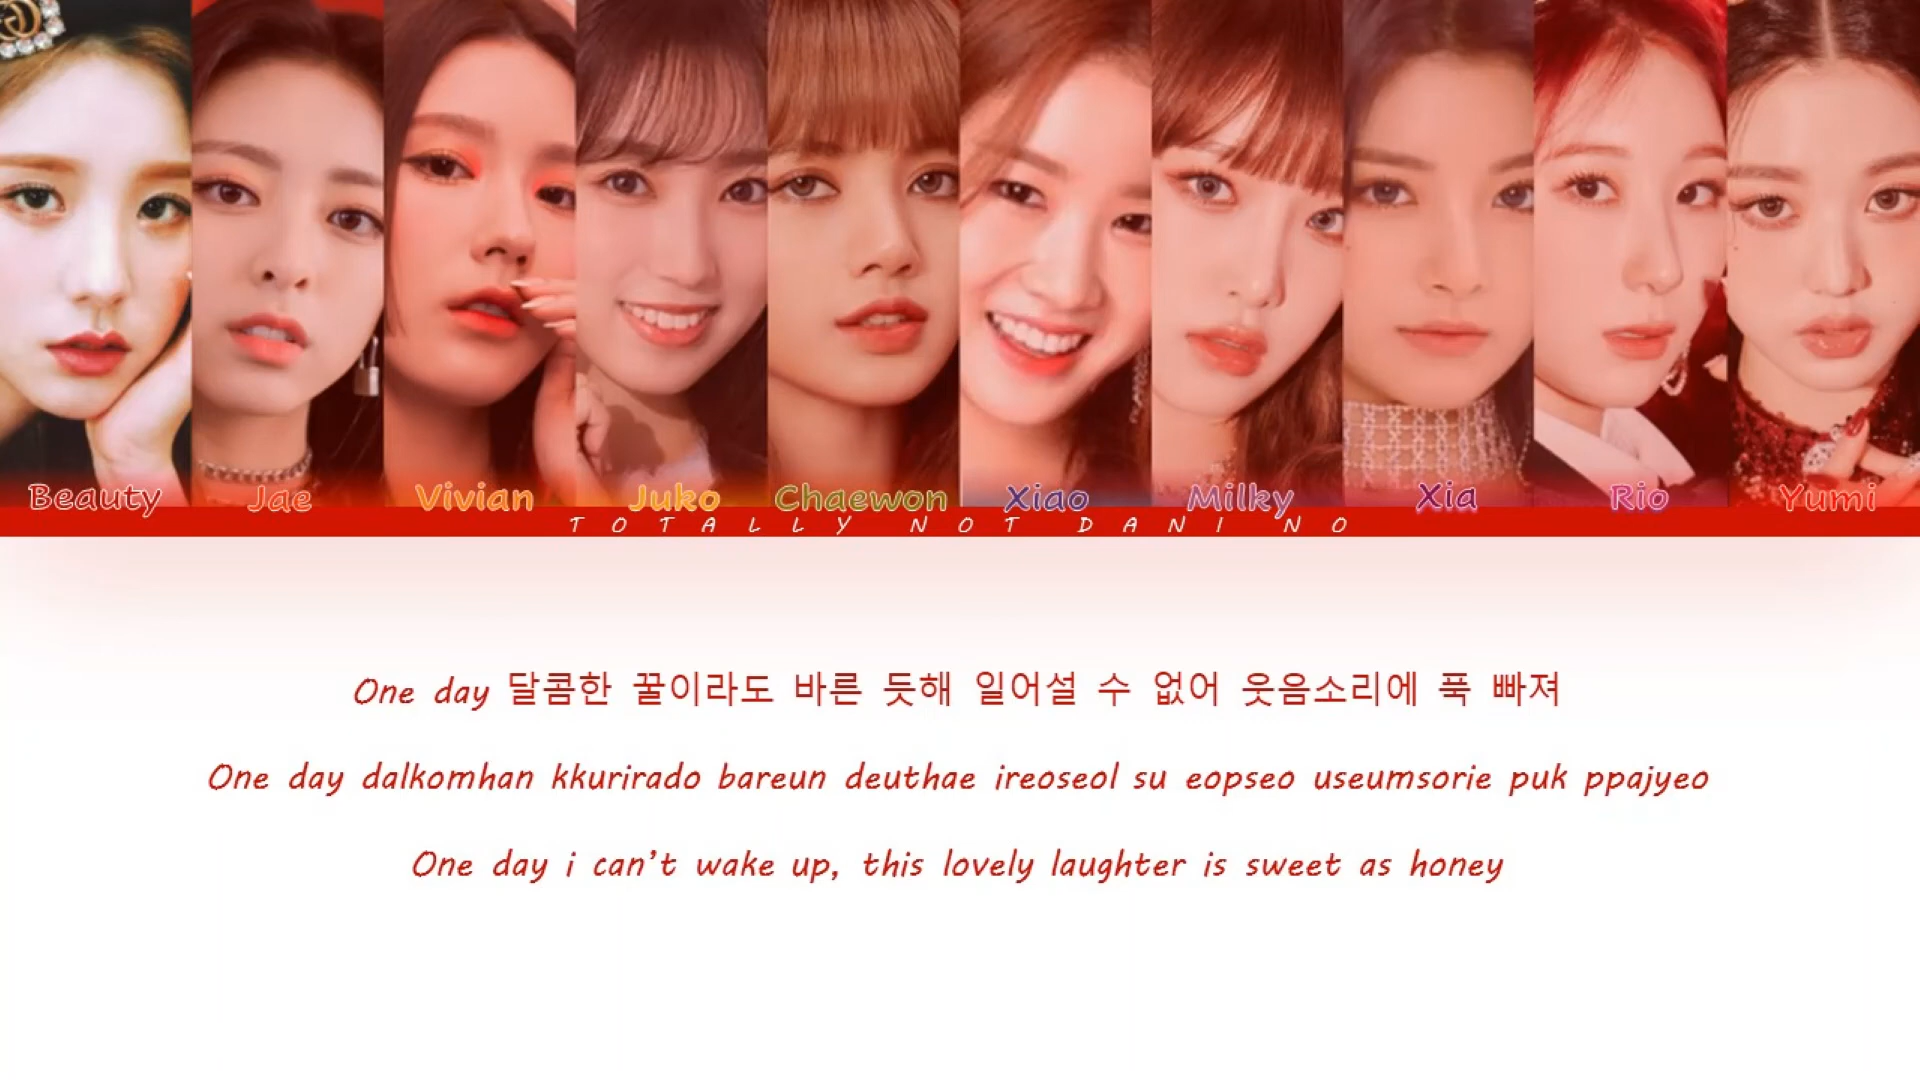 Beauty Jae Vivian Juko Chaewon Xiao Milky Xia Rio Yumi
TOTALLY NOT DANI NO
One day 달콤한 꿀이라도 바른 듯해 일어설 수 없어 웃음소리에 푹 빠져
One day dalkomhan kkurirado bareun deuthae ireoseol su eopseo useumsorie puk ppajyeo
One day i can't wake up, this lovely laughter is sweet as honey